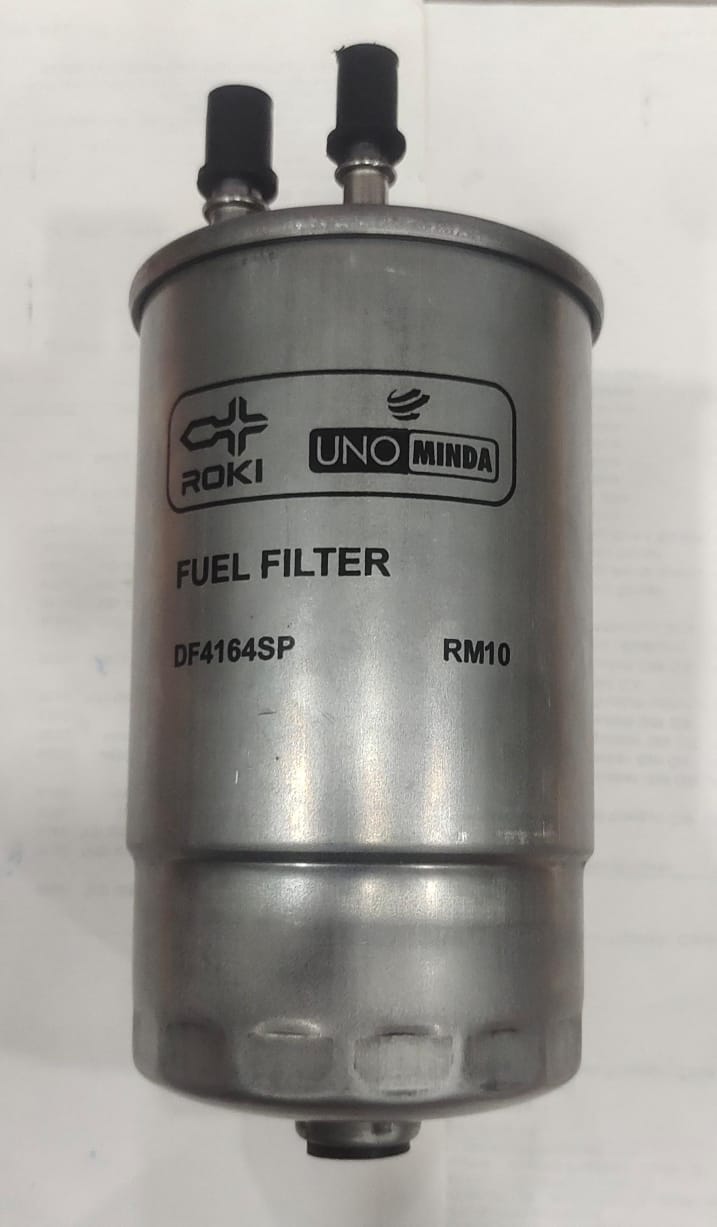 ROKI
UNO MINDA
FUEL FILTER
DF4164SP RM10